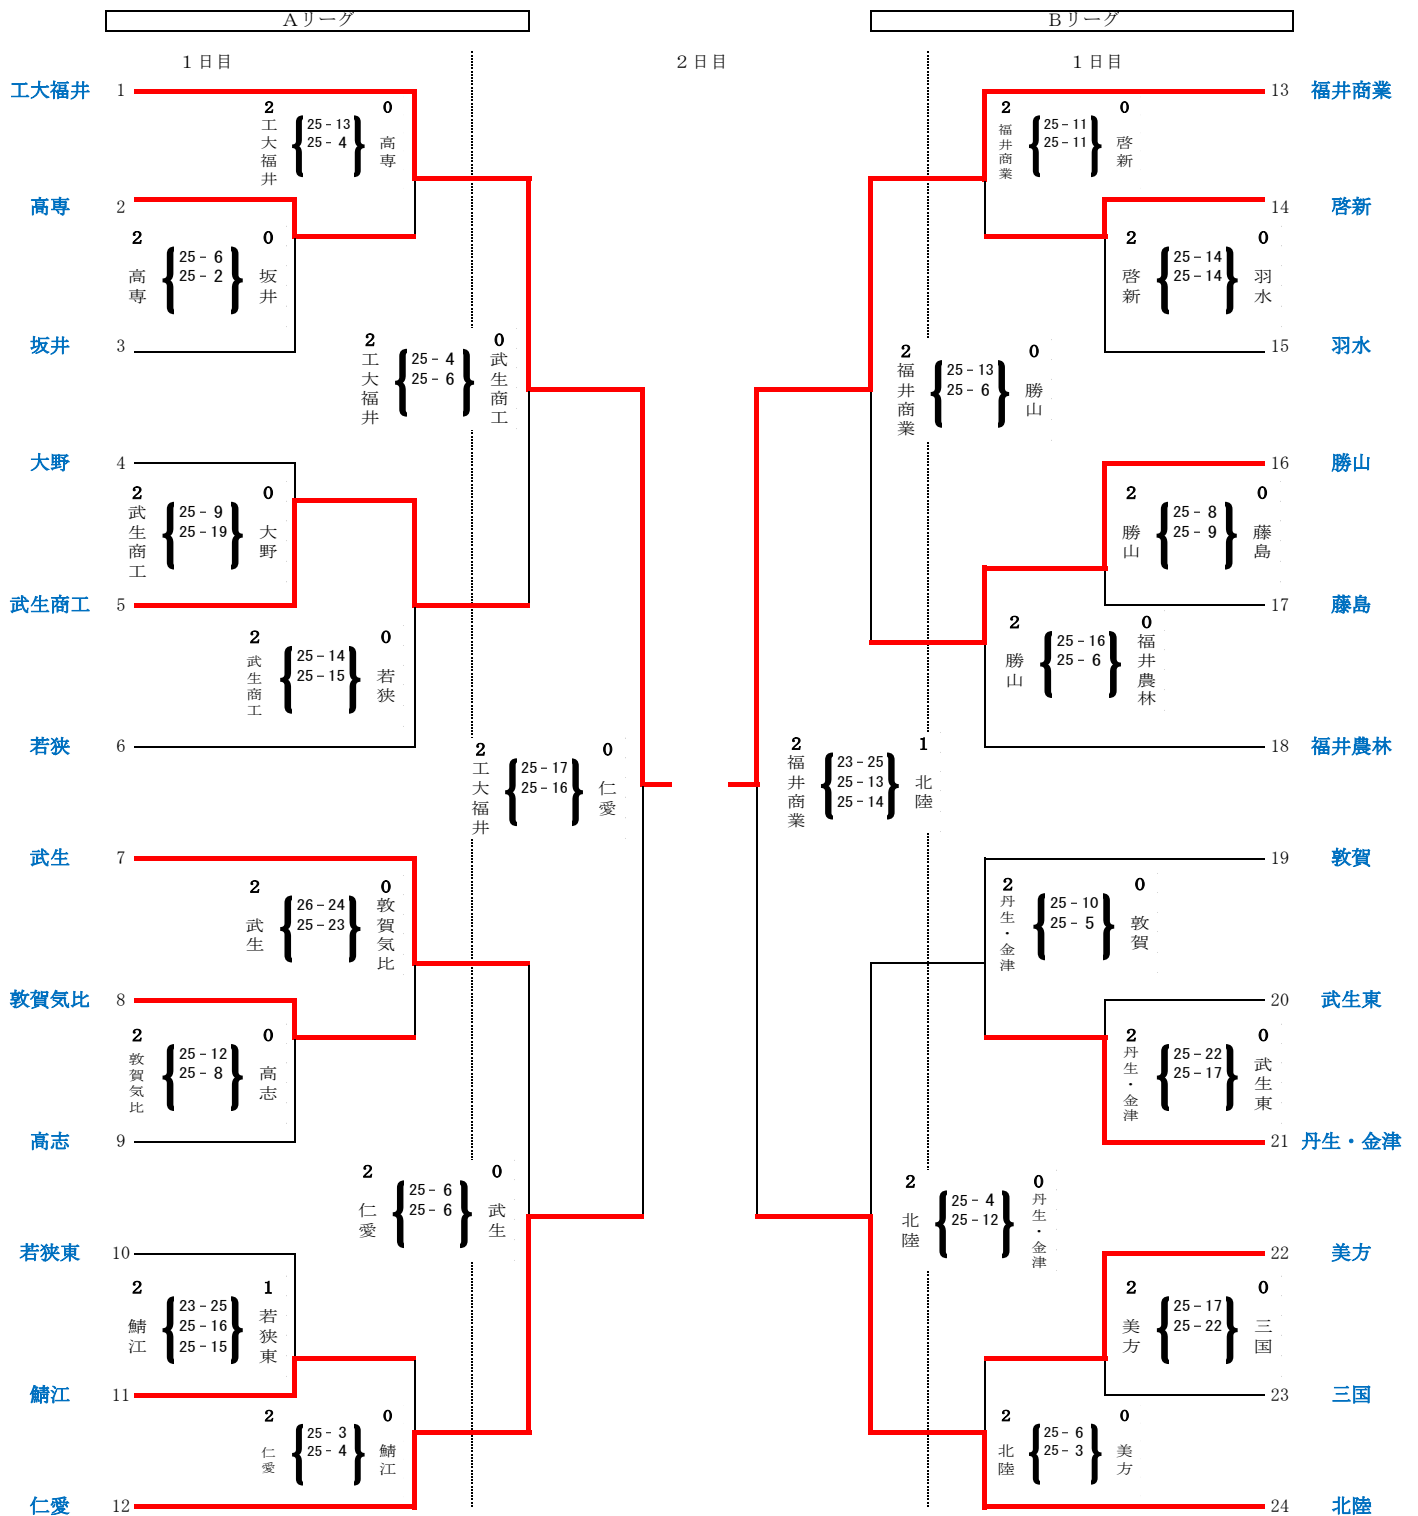 Aリーグ
Bリーグ
1日目
2日目
1日目
工大福井 1
2 工大福井 25-13 25-4 高専 0
高専 2
2 高専 25-6 25-2 坂井 0
坂井 3
2 工大福井 25-4 25-6 武生商工 0
大野 4
2 武生商工 25-9 25-19 大野 0
武生商工 5
2 武生商工 25-14 25-15 若狭 0
若狭 6
2 工大福井 25-17 25-16 仁愛 0
武生 7
2 武生 26-24 25-23 敦賀気比 0
敦賀気比 8
2 敦賀気比 25-12 25-8 高志 0
高志 9
2 仁愛 25-6 25-6 武生 0
若狭東 10
2 鯖江 23-25 25-16 25-15 若狭東 1
鯖江 11
2 仁愛 25-3 25-4 鯖江 0
仁愛 12
13 福井商業
2 福井商業 25-11 25-11 啓新 0
14 啓新
2 啓新 25-14 25-14 羽水 0
15 羽水
2 福井商業 25-13 25-6 勝山 0
16 勝山
2 勝山 25-8 25-9 藤島 0
17 藤島
2 勝山 25-16 25-6 福井農林 0
18 福井農林
2 福井商業 23-25 25-13 25-14 北陸 1
19 敦賀
2 丹生・金津 25-10 25-5 敦賀 0
20 武生東
2 丹生・金津 25-22 25-17 武生東 0
21 丹生・金津
2 北陸 25-4 25-12 丹生・金津 0
22 美方
2 美方 25-17 25-22 三国 0
23 三国
2 北陸 25-6 25-3 美方 0
24 北陸